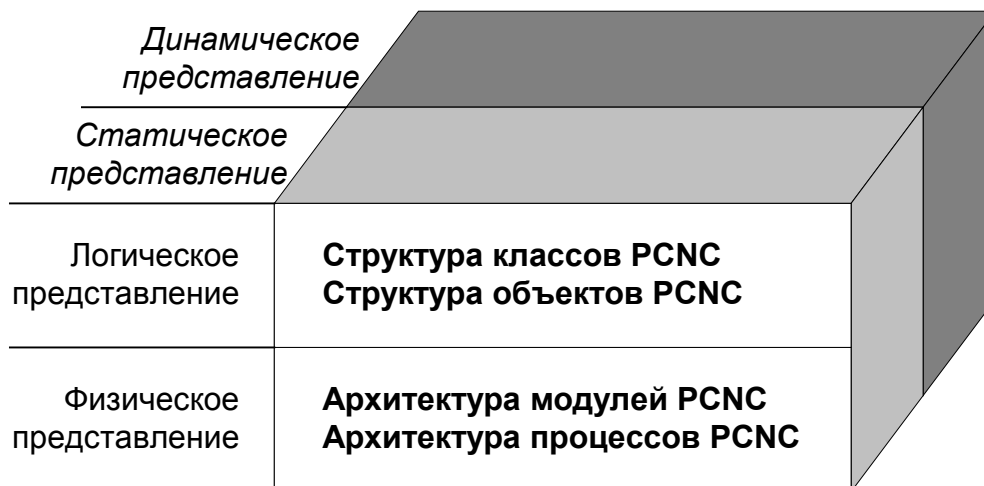 Динамическое
представление
Статическое
представление
Логическое
представление
Структура классов PCNC
Структура объектов PCNC
Физическое
представление
Архитектура модулей PCNC
Архитектура процессов PCNC